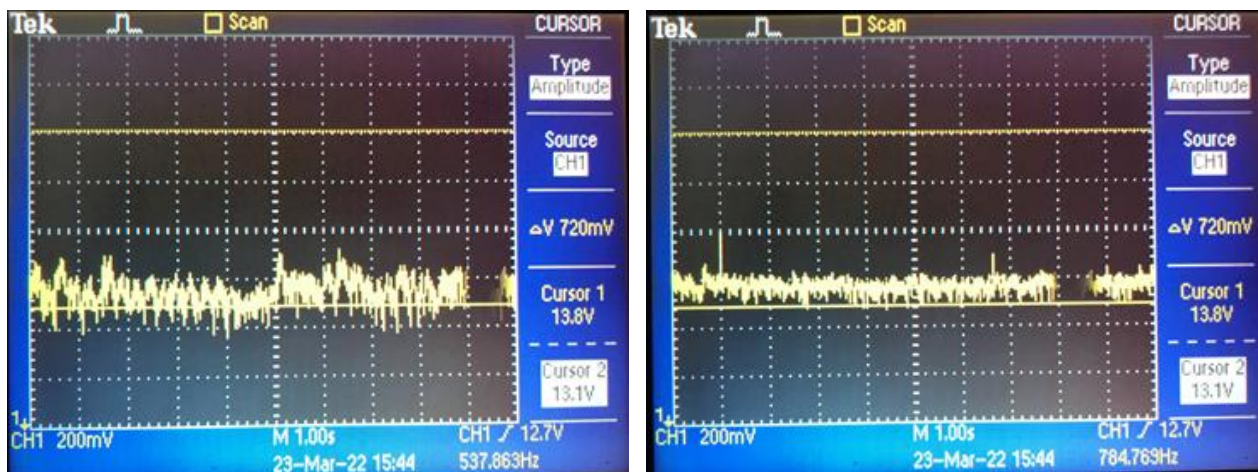 Tek Scan CURSOR
Type
Amplitude
Source
CH1
ΔV 720mV
Cursor 1
13.8V
Cursor 2
13.1V
1
CH1 200mV M 1.00s CH1 12.7V
23-Mar-22 15:44 537.863Hz
Tek Scan CURSOR
Type
Amplitude
Source
CH1
ΔV 720mV
Cursor 1
13.8V
Cursor 2
13.1V
1
CH1 200mV M 1.00s CH1 12.7V
23-Mar-22 15:44 784.769Hz